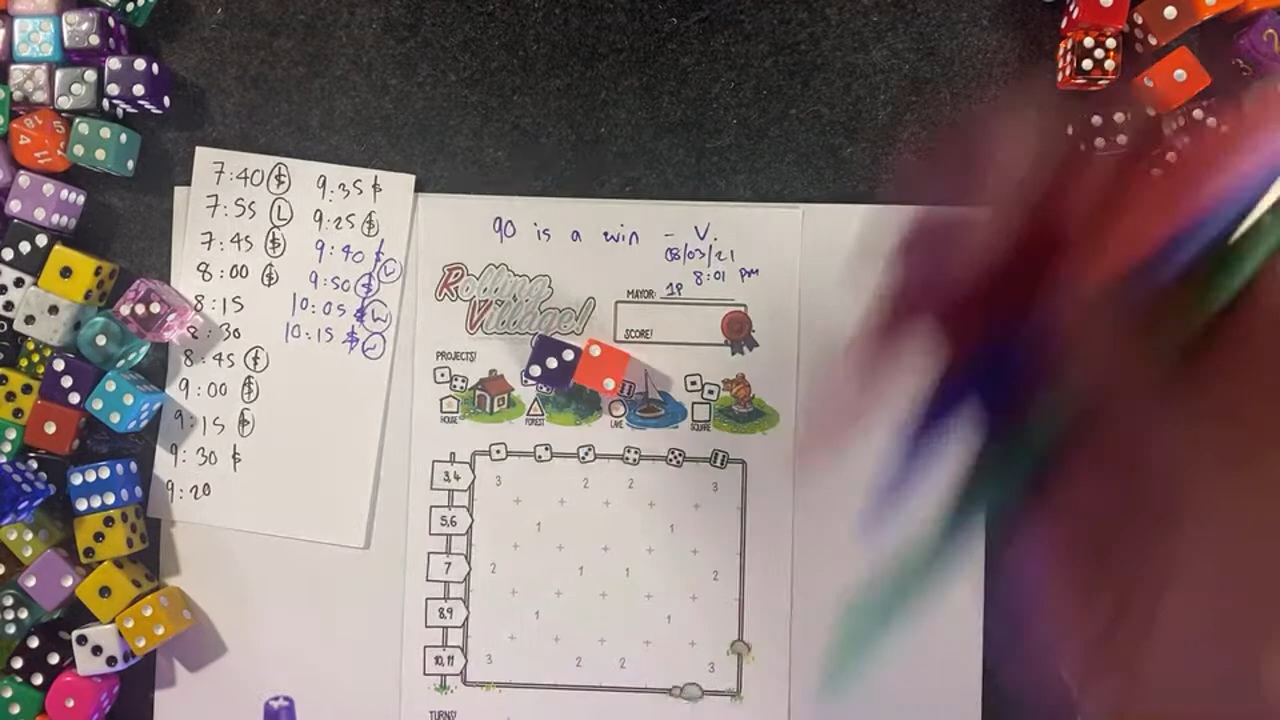 7:40 $
7:55 L
7:45 $
8:00 $
8:15
8:30
8:45 $
9:00 $
9:15 $
9:30 $
9:20
9:35 $
9:25 $
9:40 $
9:50 $ L
10:05 $ L
10:15 $
90 is a win - V.
08/03/21
8:01 pm
Rolling
Village!
MAYOR: 1P
SCORE!
PROJECTS!
HOUSE FOREST LAKE SQUARE
3,4 3 2 2 3
5,6 1 1
7 2 1 1 2
8,9 1 1
10,11 3 2 2 3
TURNS!